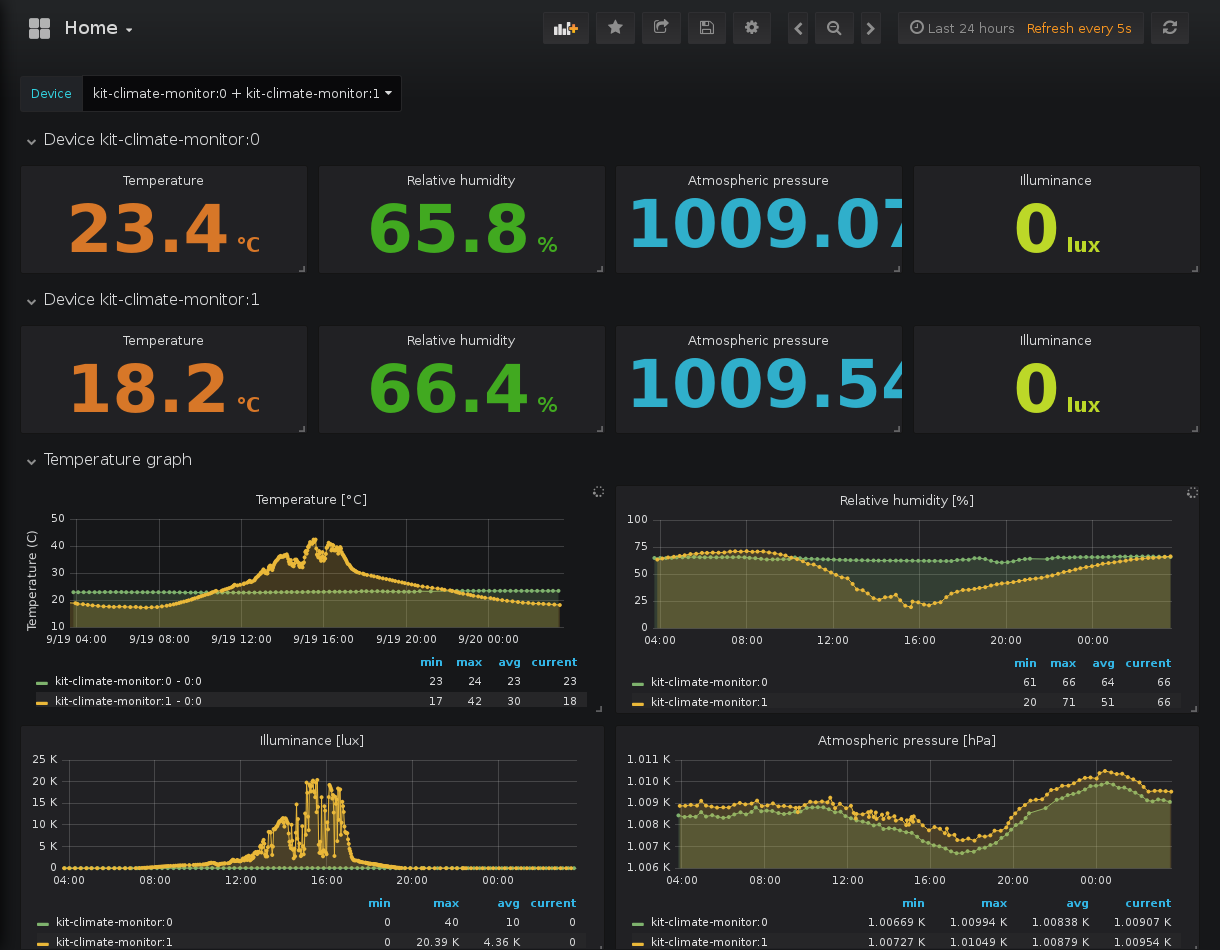 Home
Last 24 hours Refresh every 5s
Device kit-climate-monitor:0 + kit-climate-monitor:1
Device kit-climate-monitor:0
Temperature Relative humidity Atmospheric pressure Illuminance
23.4 °C 65.8 % 1009.07 0 lux
Device kit-climate-monitor:1
Temperature Relative humidity Atmospheric pressure Illuminance
18.2 °C 66.4 % 1009.54 0 lux
Temperature graph
Temperature [°C]
Temperature (C)
50
40
30
20
10
9/19 04:00 9/19 08:00 9/19 12:00 9/19 16:00 9/19 20:00 9/20 00:00
min max avg current
kit-climate-monitor:0 - 0:0 23 24 23 23
kit-climate-monitor:1 - 0:0 17 42 30 18
Relative humidity [%]
100
75
50
25
0
04:00 08:00 12:00 16:00 20:00 00:00
min max avg current
kit-climate-monitor:0 61 66 64 66
kit-climate-monitor:1 20 71 51 66
Illuminance [lux]
25 K
20 K
15 K
10 K
5 K
0
04:00 08:00 12:00 16:00 20:00 00:00
min max avg current
kit-climate-monitor:0 0 40 10 0
kit-climate-monitor:1 0 20.39 K 4.36 K 0
Atmospheric pressure [hPa]
1.011 K
1.010 K
1.009 K
1.008 K
1.007 K
1.006 K
04:00 08:00 12:00 16:00 20:00 00:00
min max avg current
kit-climate-monitor:0 1.00669 K 1.00994 K 1.00838 K 1.00907 K
kit-climate-monitor:1 1.00727 K 1.01049 K 1.00879 K 1.00954 K